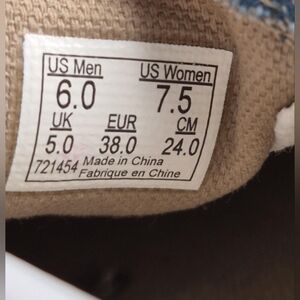 US Men US Women
6.0 7.5
UK EUR CM
5.0 38.0 24.0
721454 Made in China
Fabrique en Chine